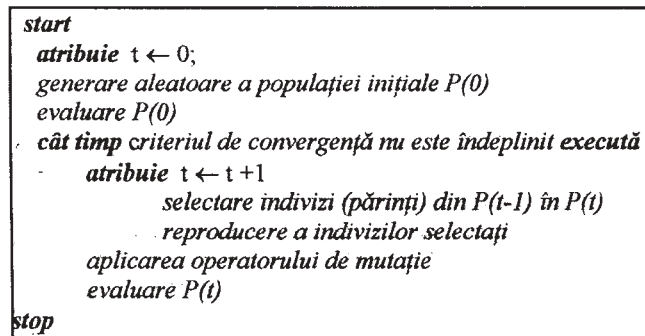 start
atribuie t ← 0;
generare aleatoare a populației inițiale P(0)
evaluare P(0)
cât timp criteriul de convergență nu este îndeplinit execută
atribuie t ← t +1
selectare indivizi (părinți) din P(t-1) în P(t)
reproducere a indivizilor selectați
aplicarea operatorului de mutație
evaluare P(t)
stop